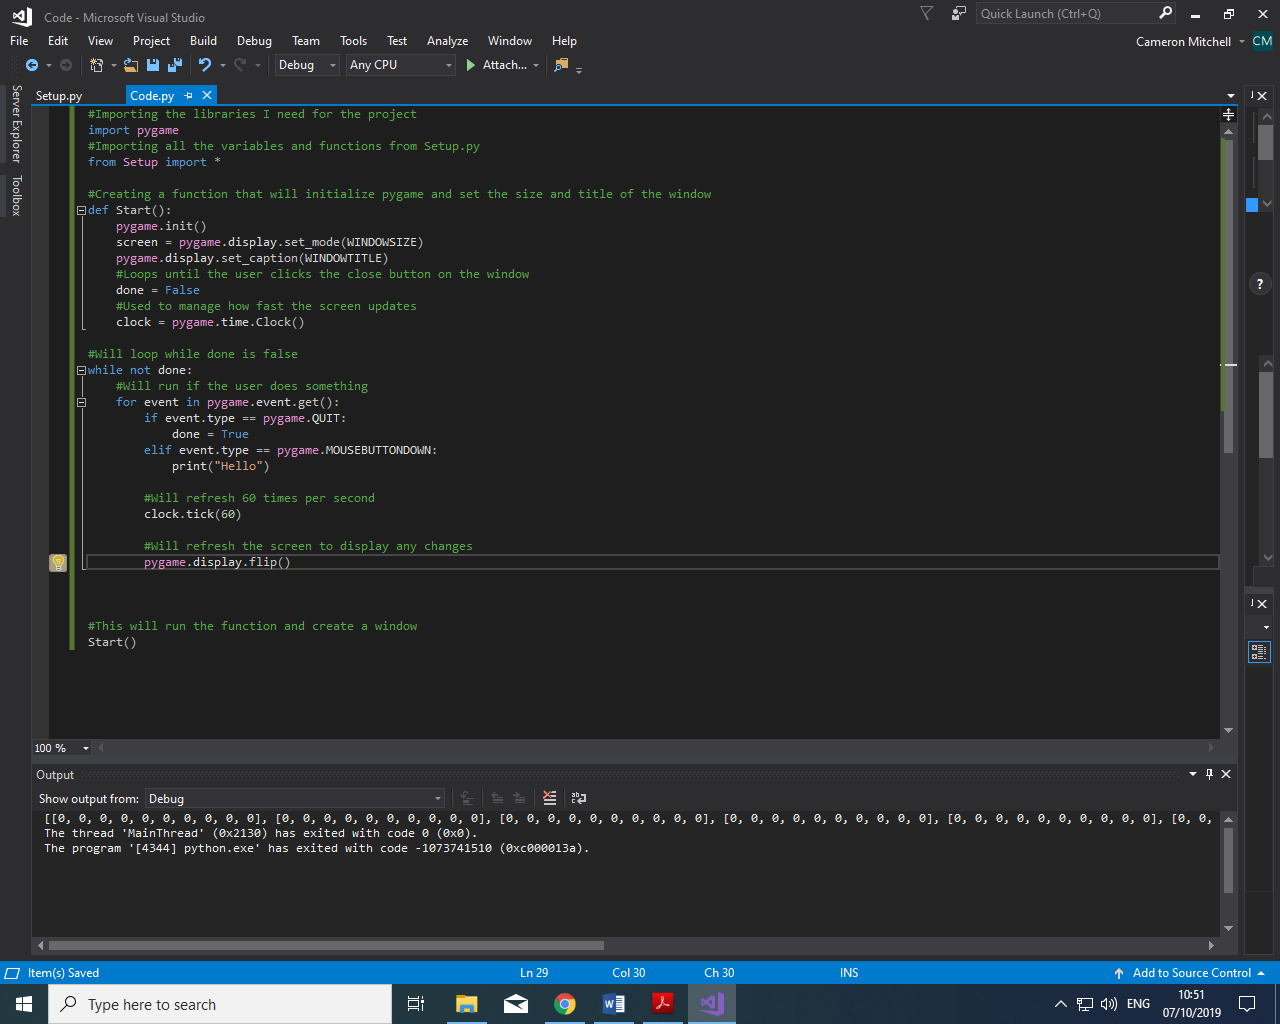 Code - Microsoft Visual Studio
Quick Launch (Ctrl+Q)
File Edit View Project Build Debug Team Tools Test Analyze Window Help
Cameron Mitchell CM
Debug Any CPU Attach...
Server Explorer
Toolbox
Setup.py Code.py
#Importing the libraries I need for the project
import pygame
#Importing all the variables and functions from Setup.py
from Setup import *
#Creating a function that will initialize pygame and set the size and title of the window
def Start():
pygame.init()
screen = pygame.display.set_mode(WINDOWSIZE)
pygame.display.set_caption(WINDOWTITLE)
#Loops until the user clicks the close button on the window
done = False
#Used to manage how fast the screen updates
clock = pygame.time.Clock()
#Will loop while done is false
while not done:
#Will run if the user does something
for event in pygame.event.get():
if event.type == pygame.QUIT:
done = True
elif event.type == pygame.MOUSEBUTTONDOWN:
print("Hello")
#Will refresh 60 times per second
clock.tick(60)
#Will refresh the screen to display any changes
pygame.display.flip()
#This will run the function and create a window
Start()
100 %
Output
Show output from: Debug
[[0, 0, 0, 0, 0, 0, 0, 0, 0, 0], [0, 0, 0, 0, 0, 0, 0, 0, 0, 0], [0, 0, 0, 0, 0, 0, 0, 0, 0, 0], [0, 0, 0, 0, 0, 0, 0, 0, 0, 0], [0, 0, 0, 0, 0, 0, 0, 0, 0, 0], [0, 0,
The thread 'MainThread' (0x2130) has exited with code 0 (0x0).
The program '[4344] python.exe' has exited with code -1073741510 (0xc000013a).
Item(s) Saved Ln 29 Col 30 Ch 30 INS Add to Source Control
Type here to search
ENG
10:51
07/10/2019